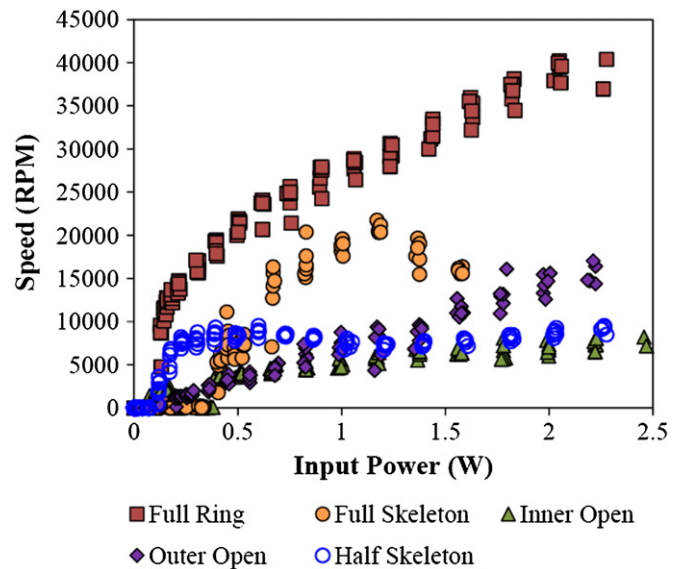 45000
40000
35000
30000
25000
20000
15000
10000
5000
0
Speed (RPM)
0 0.5 1 1.5 2 2.5
Input Power (W)
Full Ring Full Skeleton Inner Open
Outer Open Half Skeleton